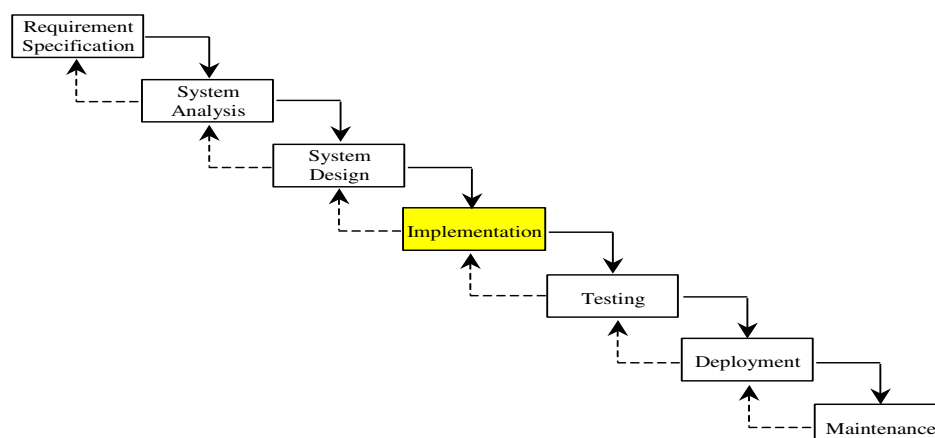 Requirement
Specification
System
Analysis
System
Design
Implementation
Testing
Deployment
Maintenance